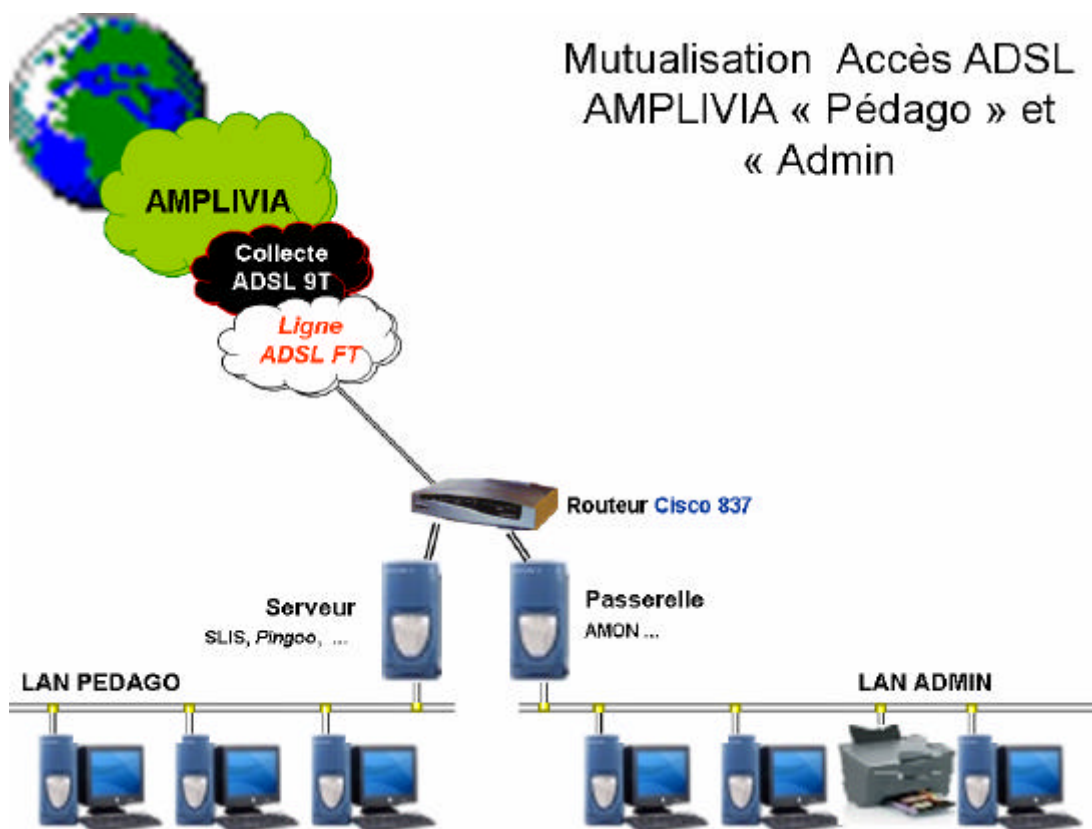 Mutualisation Accès ADSL
AMPLIVIA « Pédago » et
« Admin
AMPLIVIA
Collecte
ADSL 9T
Ligne
ADSL FT
Routeur Cisco 837
Serveur
SLIS, Pingoo, ...
Passerelle
AMON ...
LAN PEDAGO
LAN ADMIN